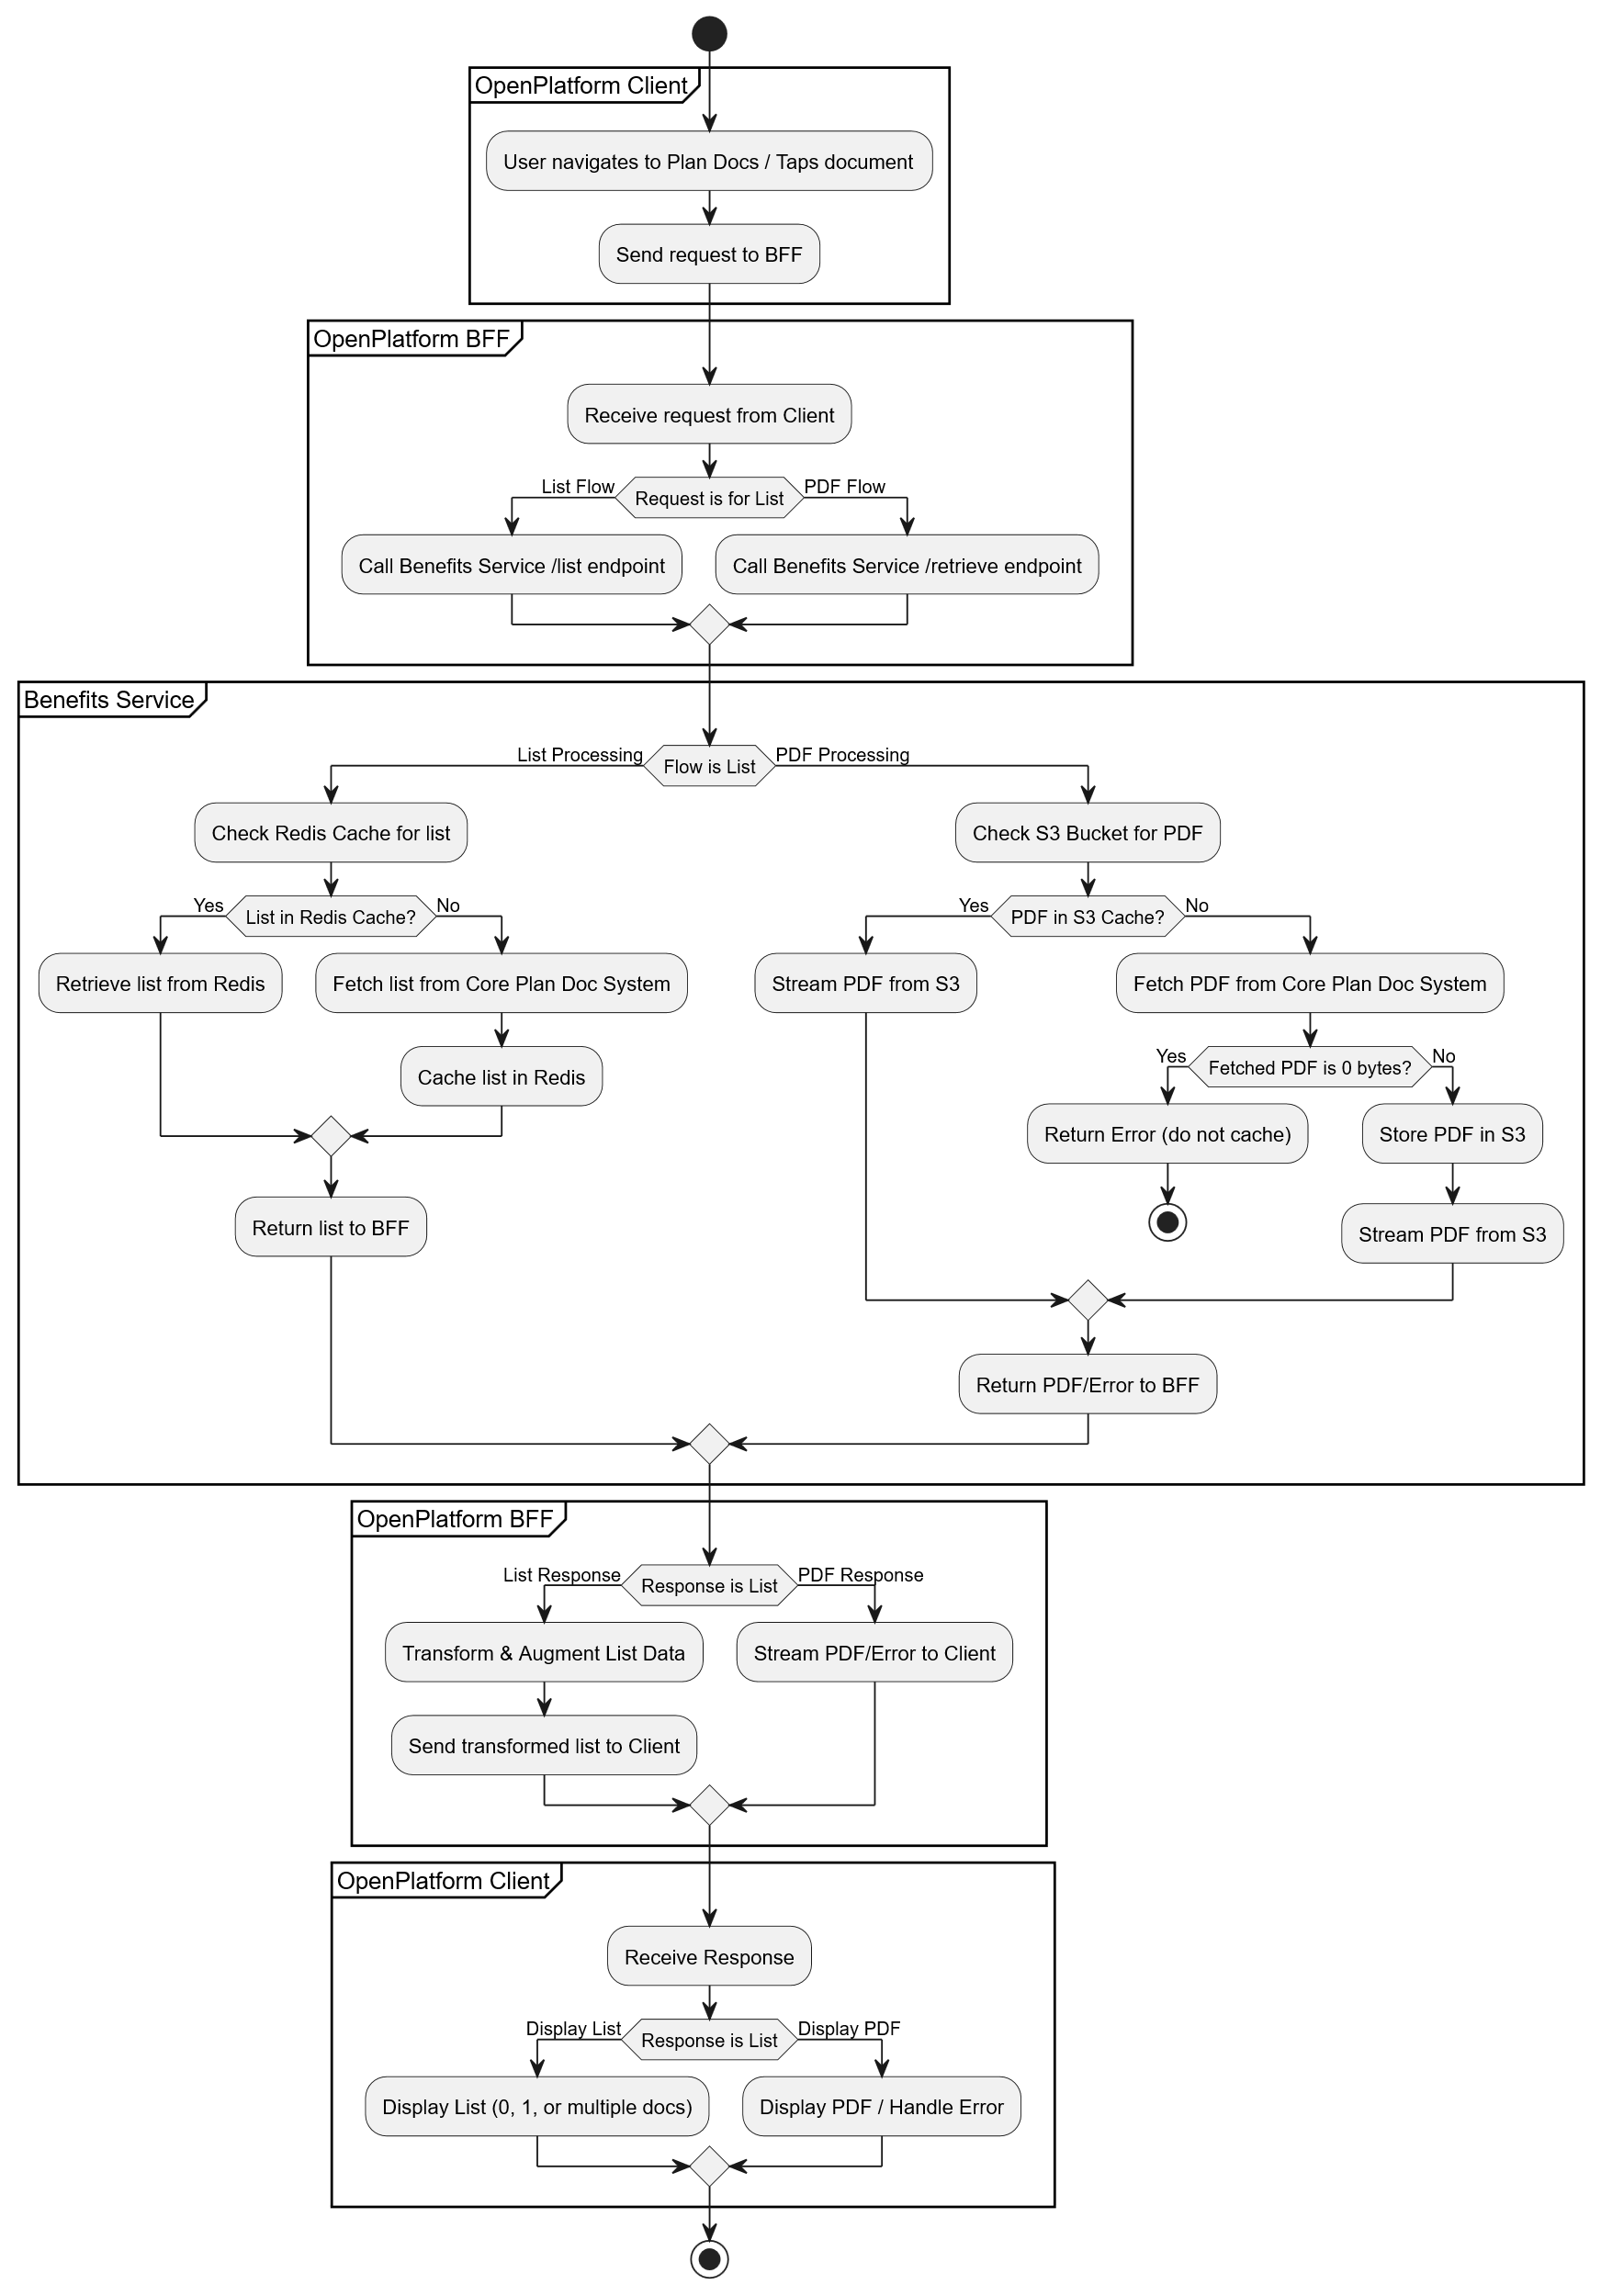 OpenPlatform Client
User navigates to Plan Docs / Taps document
Send request to BFF
OpenPlatform BFF
Receive request from Client
List Flow
Request is for List
PDF Flow
Call Benefits Service /list endpoint
Call Benefits Service /retrieve endpoint
Benefits Service
List Processing
Flow is List
PDF Processing
Check Redis Cache for list
Check S3 Bucket for PDF
Yes
List in Redis Cache?
No
Yes
PDF in S3 Cache?
No
Retrieve list from Redis
Fetch list from Core Plan Doc System
Stream PDF from S3
Fetch PDF from Core Plan Doc System
Cache list in Redis
Yes
Fetched PDF is 0 bytes?
No
Return Error (do not cache)
Store PDF in S3
Return list to BFF
Stream PDF from S3
Return PDF/Error to BFF
OpenPlatform BFF
List Response
Response is List
PDF Response
Transform & Augment List Data
Stream PDF/Error to Client
Send transformed list to Client
OpenPlatform Client
Receive Response
Display List
Response is List
Display PDF
Display List (0, 1, or multiple docs)
Display PDF / Handle Error